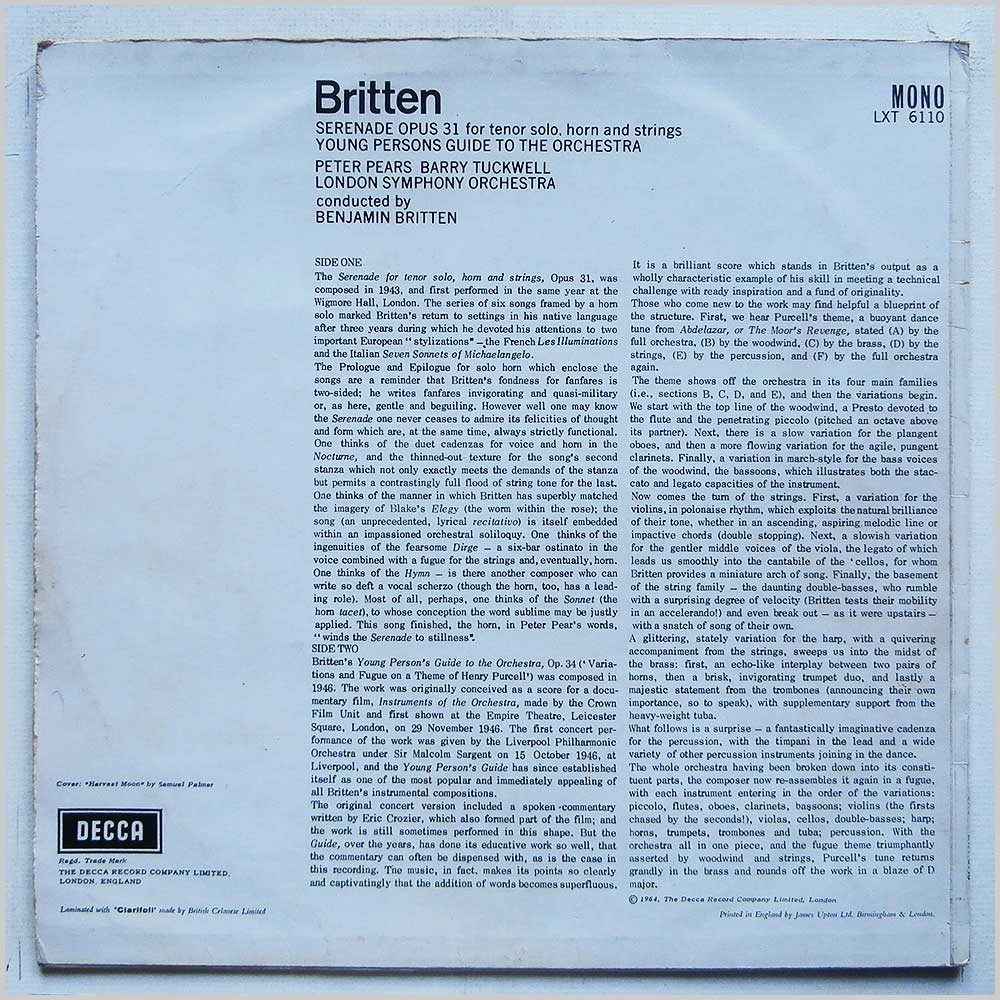 Britten
SERENADE OPUS 31 for tenor solo, horn and strings
YOUNG PERSONS GUIDE TO THE ORCHESTRA
PETER PEARS BARRY TUCKWELL
LONDON SYMPHONY ORCHESTRA
conducted by
BENJAMIN BRITTEN
MONO
LXT 6110
SIDE ONE
The Serenade for tenor solo, horn and strings, Opus 31, was
composed in 1943, and first performed in the same year at the
Wigmore Hall, London. The series of six songs framed by a horn
solo marked Britten's return to settings in his native language
after three years during which he devoted his attentions to two
important European "stylizations" – the French Les Illuminations
and the Italian Seven Sonnets of Michaelangelo.
The Prologue and Epilogue for solo horn which enclose the
songs are a reminder that Britten's fondness for fanfares is
two-sided; he writes fanfares invigorating and quasi-military
or, as here, gentle and beguiling. However well one may know
the Serenade one never ceases to admire its felicities of thought
and form which are, at the same time, always strictly functional.
One thinks of the duet cadenzas for voice and horn in the
Nocturne, and the thinned-out texture for the song's second
stanza which not only exactly meets the demands of the stanza
but permits a contrastingly full flood of string tone for the last.
One thinks of the manner in which Britten has superbly matched
the imagery of Blake's Elegy (the worm within the rose); the
song (an unprecedented, lyrical recitativo) is itself embedded
within an impassioned orchestral soliloquy. One thinks of the
ingenuities of the fearsome Dirge – a six-bar ostinato in the
voice combined with a fugue for the strings and, eventually, horn.
One thinks of the Hymn – is there another composer who can
write so deft a vocal scherzo (though the horn, too, has a lead-
ing role). Most of all, perhaps, one thinks of the Sonnet (the
horn tacet), to whose conception the word sublime may be justly
applied. This song finished, the horn, in Peter Pear's words,
"winds the Serenade to stillness".
SIDE TWO
Britten's Young Person's Guide to the Orchestra, Op. 34 ('Varia-
tions and Fugue on a Theme of Henry Purcell') was composed in
1946. The work was originally conceived as a score for a docu-
mentary film, Instruments of the Orchestra, made by the Crown
Film Unit and first shown at the Empire Theatre, Leicester
Square, London, on 29 November 1946. The first concert per-
formance of the work was given by the Liverpool Philharmonic
Orchestra under Sir Malcolm Sargent on 15 October 1946, at
Liverpool, and the Young Person's Guide has since established
itself as one of the most popular and immediately appealing of
all Britten's instrumental compositions.
The original concert version included a spoken-commentary
written by Eric Crozier, which also formed part of the film; and
the work is still sometimes performed in this shape. But the
Guide, over the years, has done its educative work so well, that
the commentary can often be dispensed with, as is the case in
this recording. The music, in fact, makes its points so clearly
and captivatingly that the addition of words becomes superfluous.
It is a brilliant score which stands in Britten's output as a
wholly characteristic example of his skill in meeting a technical
challenge with ready inspiration and a fund of originality.
Those who come new to the work may find helpful a blueprint of
the structure. First, we hear Purcell's theme, a buoyant dance
tune from Abdelazar, or The Moor's Revenge, stated (A) by the
full orchestra, (B) by the woodwind, (C) by the brass, (D) by the
strings, (E) by the percussion, and (F) by the full orchestra
again.
The theme shows off the orchestra in its four main families
(i.e., sections B, C, D, and E), and then the variations begin.
We start with the top line of the woodwind, a Presto devoted to
the flute and the penetrating piccolo (pitched an octave above
its partner). Next, there is a slow variation for the plangent
oboes, and then a more flowing variation for the agile, pungent
clarinets. Finally, a variation in march-style for the bass voices
of the woodwind, the bassoons, which illustrates both the stac-
cato and legato capacities of the instrument.
Now comes the turn of the strings. First, a variation for the
violins, in polonaise rhythm, which exploits the natural brilliance
of their tone, whether in an ascending, aspiring melodic line or
impactive chords (double stopping). Next, a slowish variation
for the gentler middle voices of the viola, the legato of which
leads us smoothly into the cantabile of the 'cellos, for whom
Britten provides a miniature arch of song. Finally, the basement
of the string family – the daunting double-basses, who rumble
with a surprising degree of velocity (Britten tests their mobility
in an accelerando!) and even break out – as it were upstairs –
with a snatch of song of their own.
A glittering, stately variation for the harp, with a quivering
accompaniment from the strings, sweeps us into the midst of
the brass: first, an echo-like interplay between two pairs of
horns, then a brisk, invigorating trumpet duo, and lastly a
majestic statement from the trombones (announcing their own
importance, so to speak), with supplementary support from the
heavy-weight tuba.
What follows is a surprise – a fantastically imaginative cadenza
for the percussion, with the timpani in the lead and a wide
variety of other percussion instruments joining in the dance.
The whole orchestra having been broken down into its consti-
tuent parts, the composer now re-assembles it again in a fugue,
with each instrument entering in the order of the variations:
piccolo, flutes, oboes, clarinets, bassoons; violins (the firsts
chased by the seconds!), violas, cellos, double-basses; harp;
horns, trumpets, trombones and tuba; percussion. With the
orchestra all in one piece, and the fugue theme triumphantly
asserted by woodwind and strings, Purcell's tune returns
grandly in the brass and rounds off the work in a blaze of D
major.
© 1964, The Decca Record Company Limited, London
Printed in England by James Upton Ltd. Birmingham & London.
Cover: "Harvest Moon" by Samuel Palmer
DECCA
Regd. Trade Mark
THE DECCA RECORD COMPANY LIMITED,
LONDON, ENGLAND
Laminated with 'Clarifoil' made by British Celanese Limited